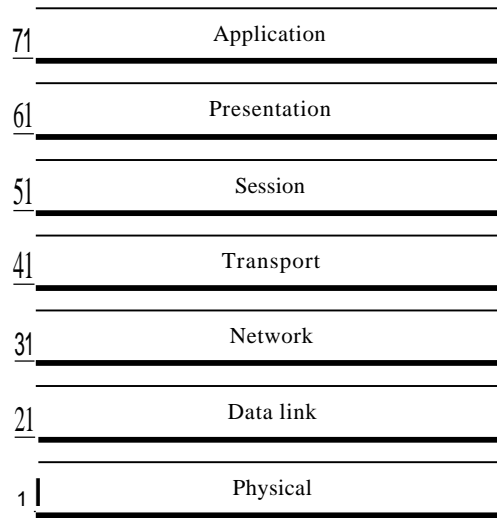 71 Application
61 Presentation
51 Session
41 Transport
31 Network
21 Data link
1 Physical